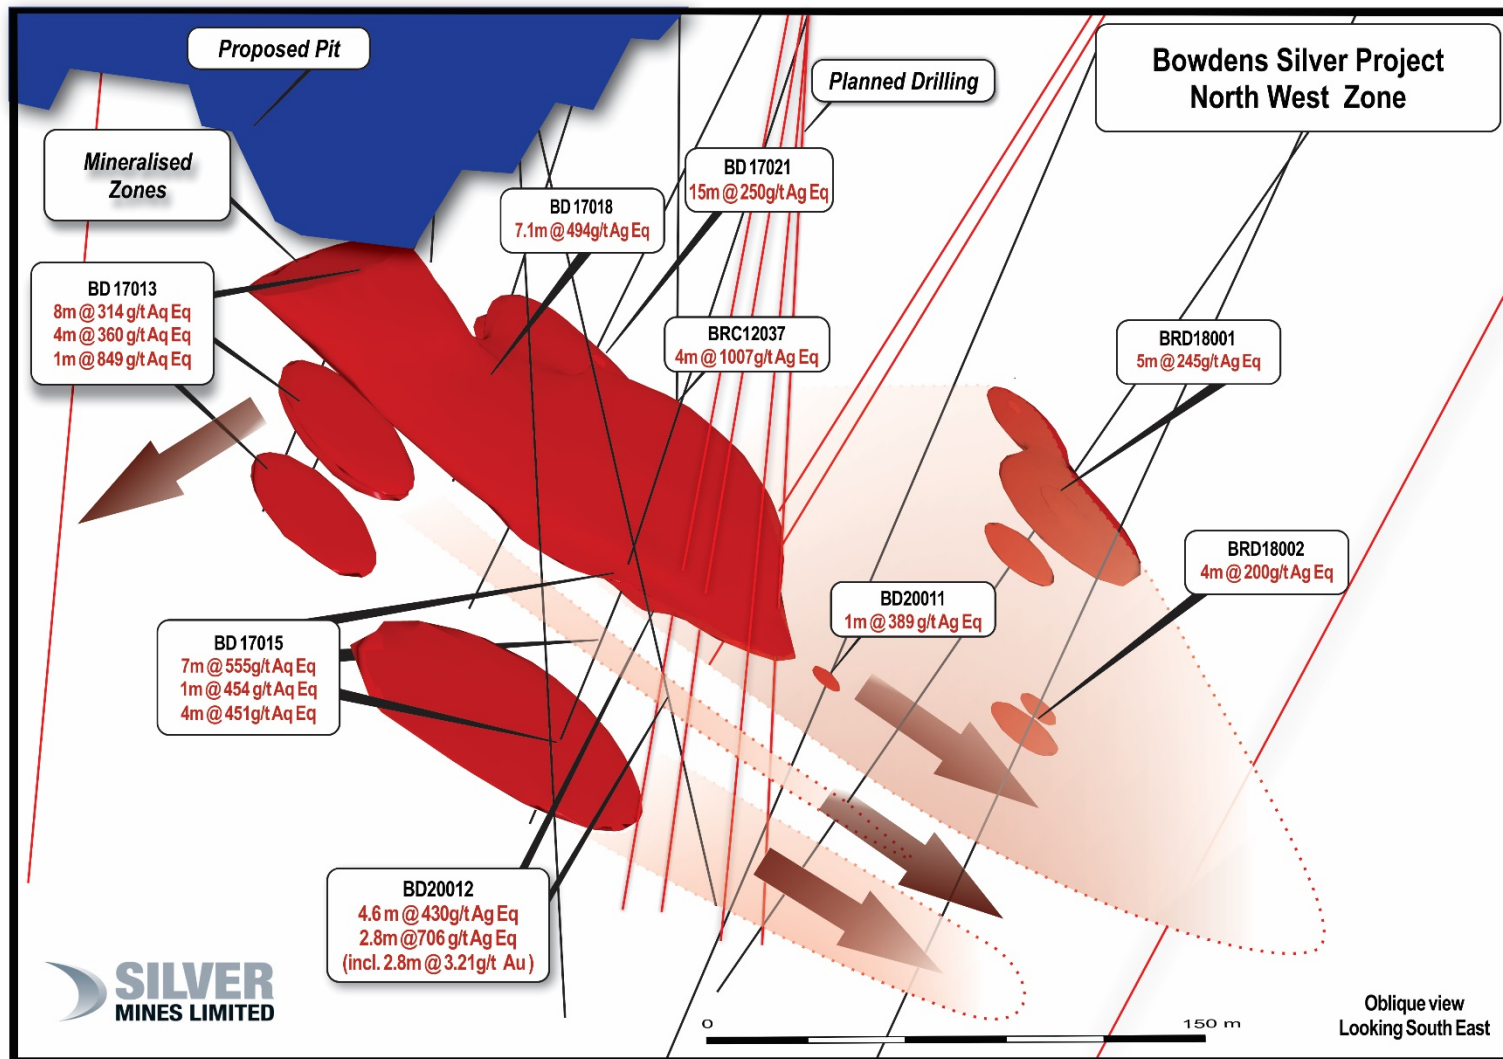 Proposed Pit
Planned Drilling
Bowdens Silver Project
North West Zone
Mineralised
Zones
BD 17021
15m @ 250g/t Ag Eq
BD 17018
7.1m @ 494g/t Ag Eq
BD 17013
8m @ 314 g/t Aq Eq
4m @ 360 g/t Aq Eq
1m @ 849 g/t Aq Eq
BRC12037
4m @ 1007g/t Ag Eq
BRD18001
5m @ 245g/t Ag Eq
BRD18002
4m @ 200g/t Ag Eq
BD20011
1m @ 389 g/t Ag Eq
BD 17015
7m @ 555g/t Aq Eq
1m @ 454 g/t Aq Eq
4m @ 451g/t Aq Eq
BD20012
4.6 m @ 430g/t Ag Eq
2.8m @706 g/t Ag Eq
(incl. 2.8m @ 3.21g/t Au )
SILVER
MINES LIMITED
0
150 m
Oblique view
Looking South East